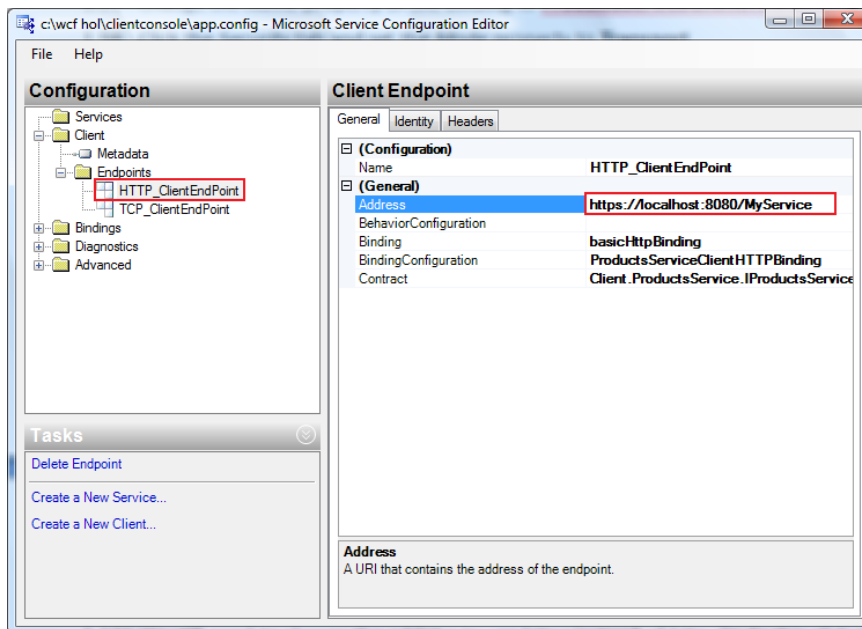 c:\wcf hol\clientconsole\app.config - Microsoft Service Configuration Editor
File Help
Configuration
Services
Client
Metadata
Endpoints
HTTP_ClientEndPoint
TCP_ClientEndPoint
Bindings
Diagnostics
Advanced
Tasks
Delete Endpoint
Create a New Service...
Create a New Client...
Client Endpoint
General Identity Headers
(Configuration)
Name HTTP_ClientEndPoint
(General)
Address https://localhost:8080/MyService
BehaviorConfiguration
Binding basicHttpBinding
BindingConfiguration ProductsServiceClientHTTPBinding
Contract Client.ProductsService.IProductsService
Address
A URI that contains the address of the endpoint.